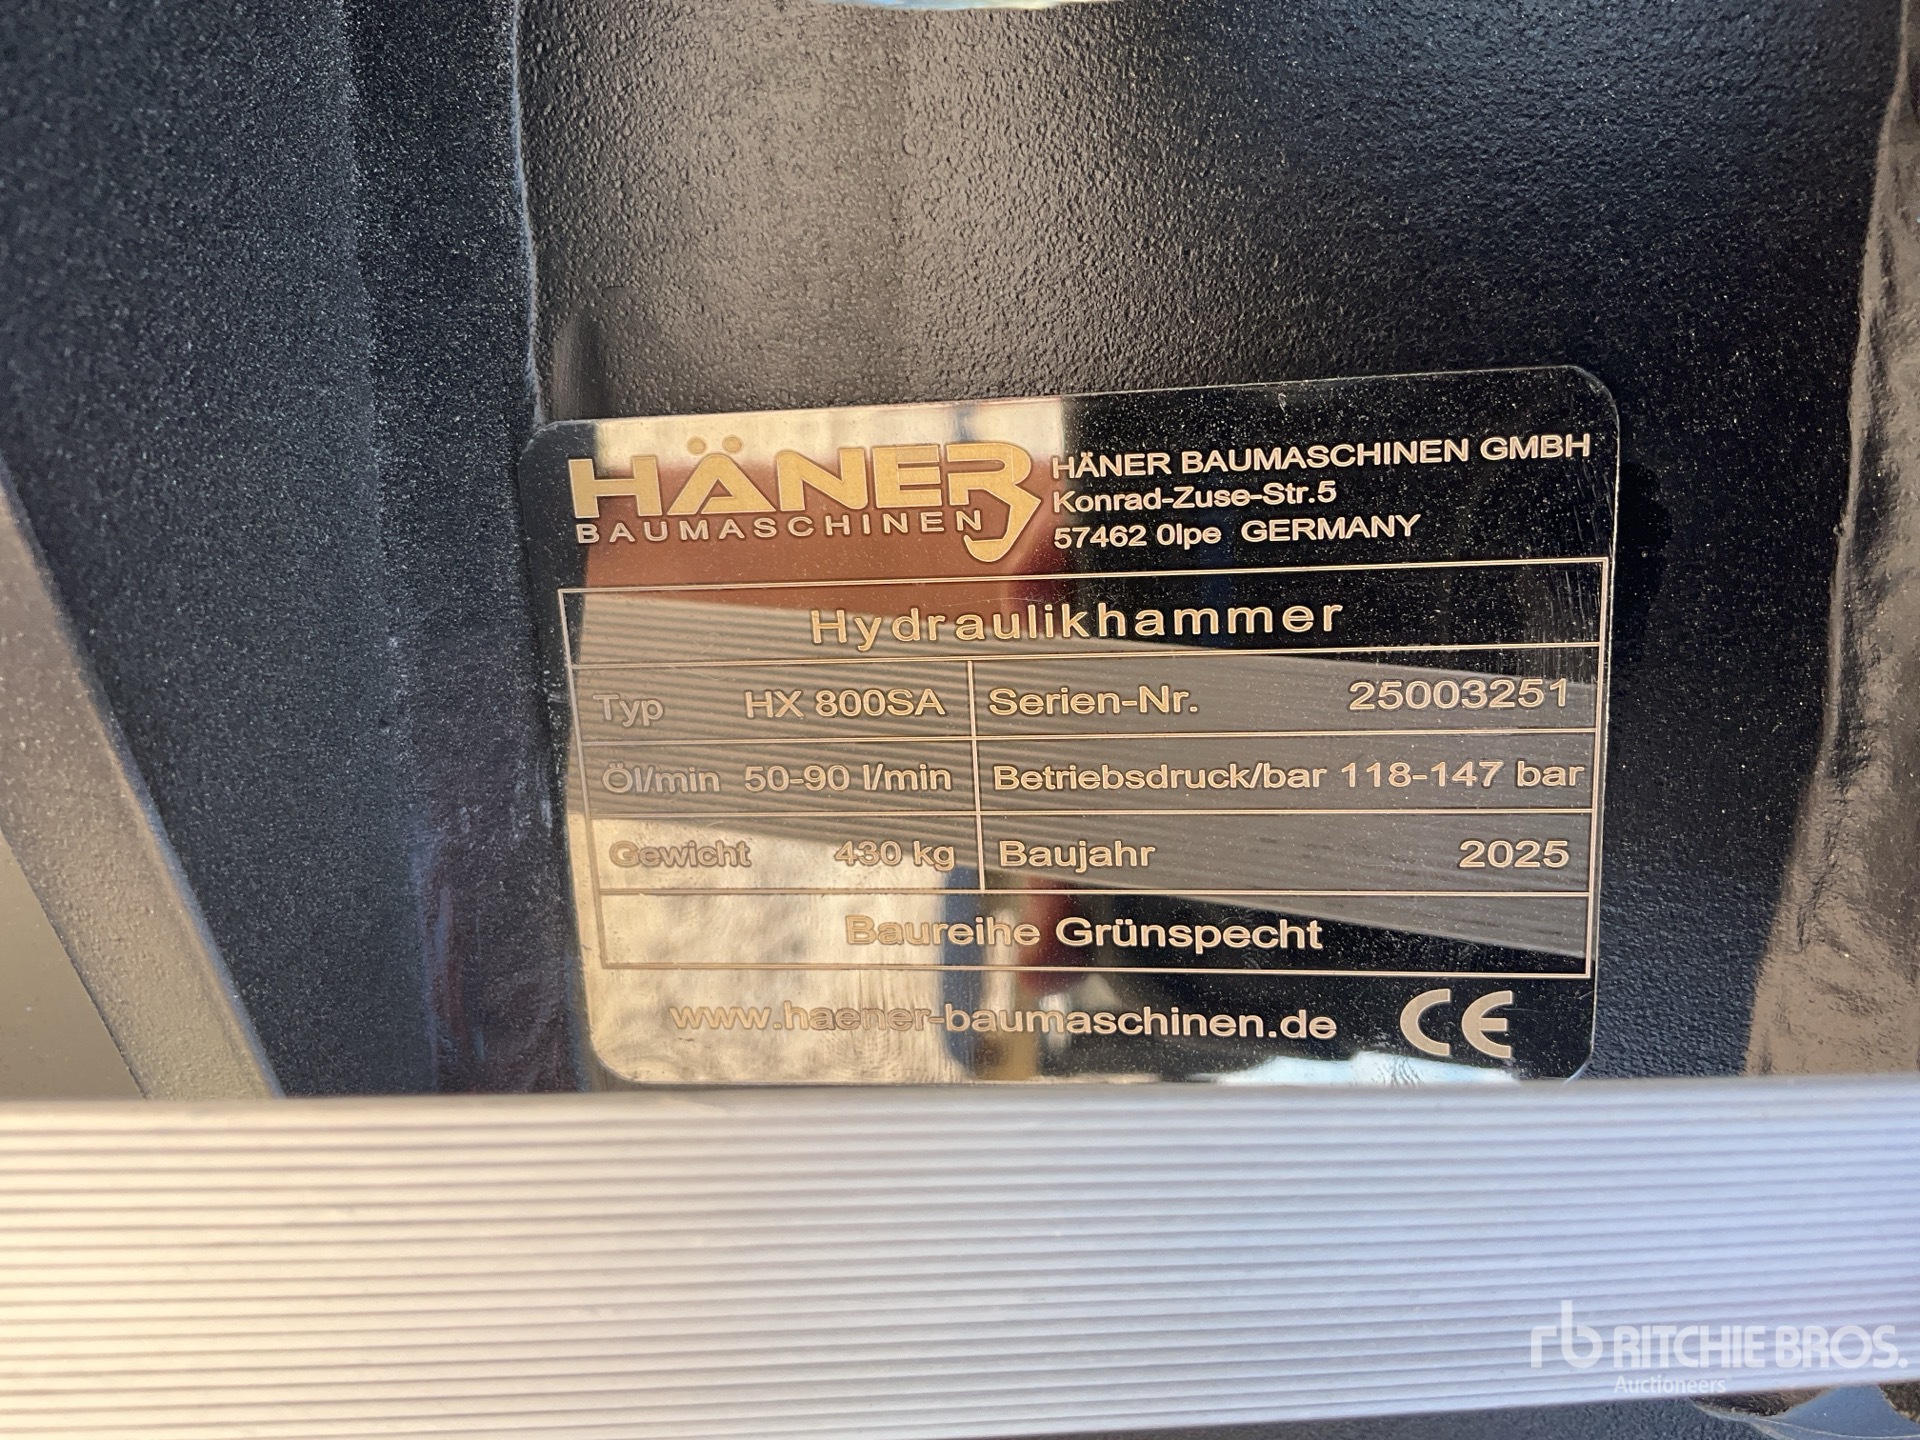 HÄNER
BAUMASCHINEN
HÄNER BAUMASCHINEN GMBH
Konrad-Zuse-Str.5
57462 Olpe GERMANY
Hydraulikhammer
Typ HX 800SA Serien-Nr. 25003251
Öl/min 50-90 l/min Betriebsdruck/bar 118-147 bar
Gewicht 430 kg Baujahr 2025
Baureihe Grünspecht
www.haener-baumaschinen.de CE
rb RITCHIE BROS.
Auctioneers